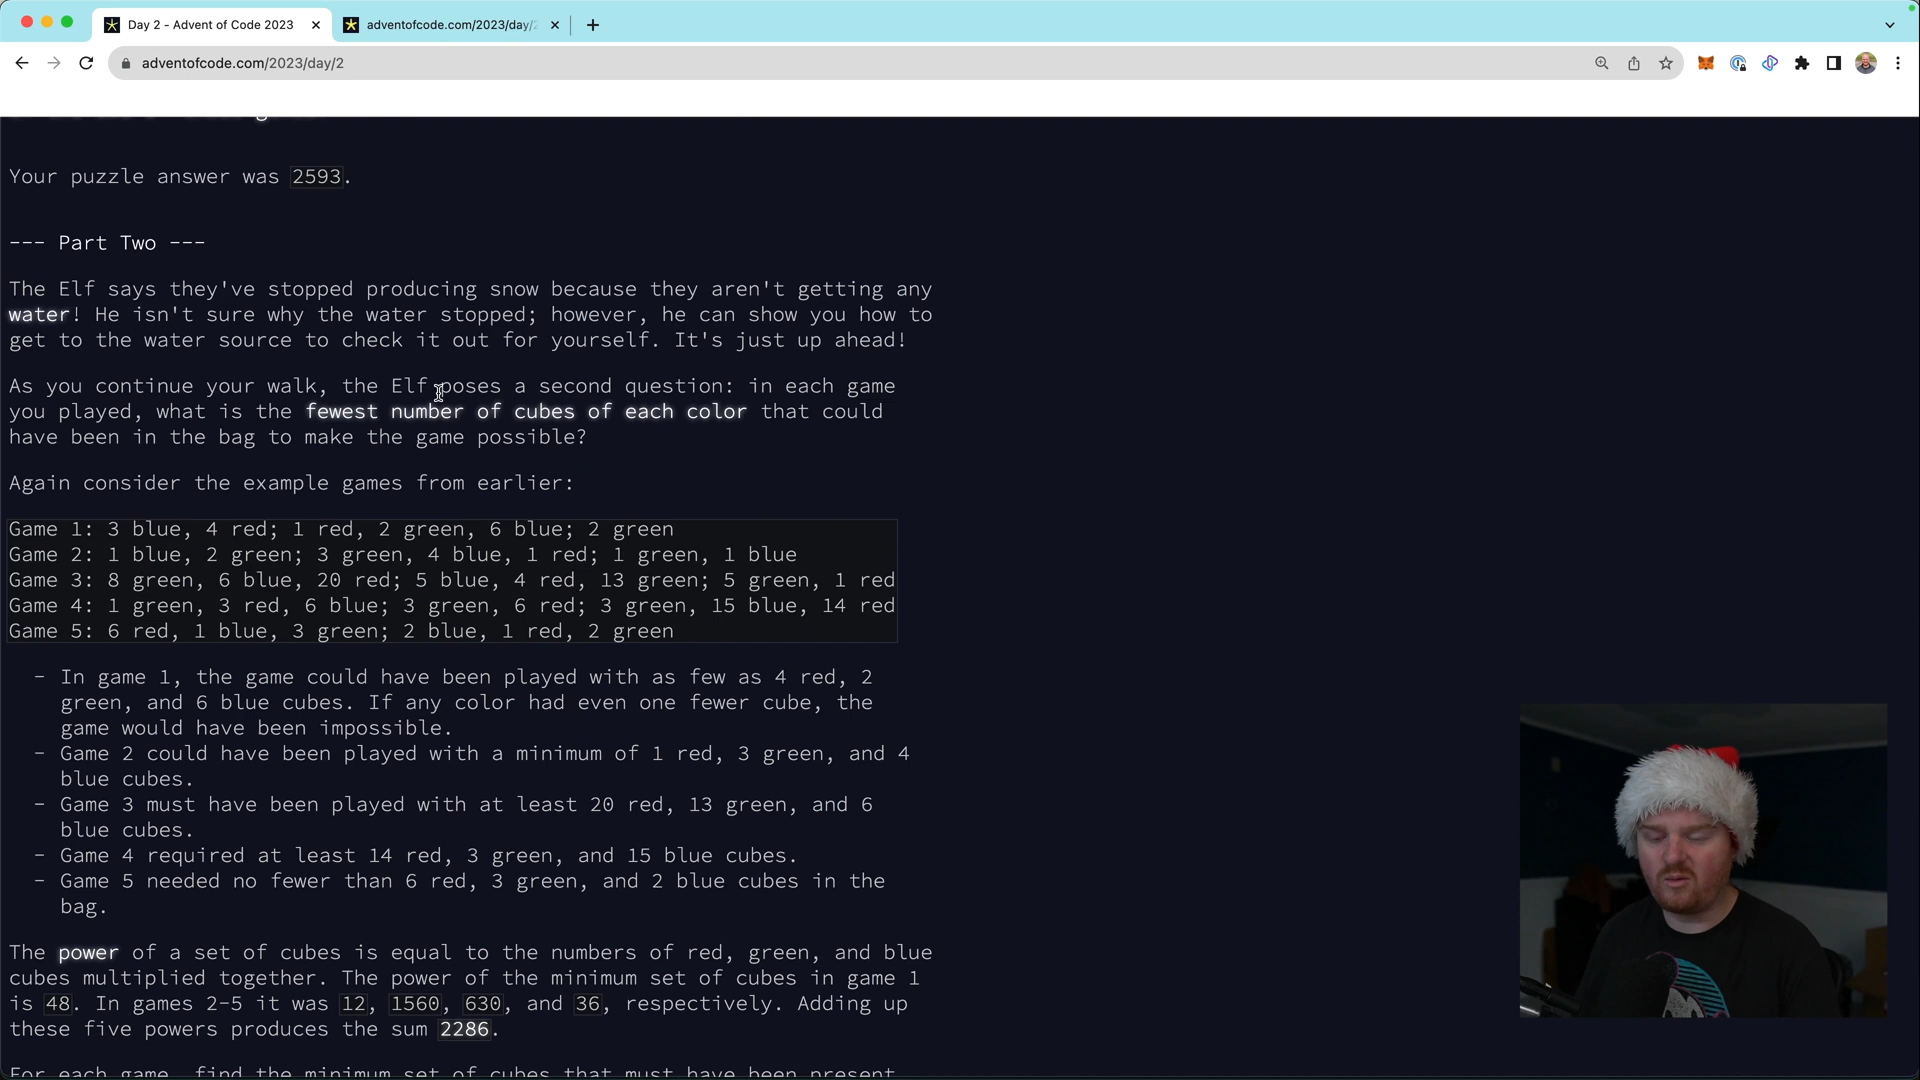 Day 2 - Advent of Code 2023
adventofcode.com/2023/day/
adventofcode.com/2023/day/2
Your puzzle answer was 2593.
--- Part Two ---
The Elf says they've stopped producing snow because they aren't getting any
water! He isn't sure why the water stopped; however, he can show you how to
get to the water source to check it out for yourself. It's just up ahead!
As you continue your walk, the Elf poses a second question: in each game
you played, what is the fewest number of cubes of each color that could
have been in the bag to make the game possible?
Again consider the example games from earlier:
Game 1: 3 blue, 4 red; 1 red, 2 green, 6 blue; 2 green
Game 2: 1 blue, 2 green; 3 green, 4 blue, 1 red; 1 green, 1 blue
Game 3: 8 green, 6 blue, 20 red; 5 blue, 4 red, 13 green; 5 green, 1 red
Game 4: 1 green, 3 red, 6 blue; 3 green, 6 red; 3 green, 15 blue, 14 red
Game 5: 6 red, 1 blue, 3 green; 2 blue, 1 red, 2 green
- In game 1, the game could have been played with as few as 4 red, 2
green, and 6 blue cubes. If any color had even one fewer cube, the
game would have been impossible.
- Game 2 could have been played with a minimum of 1 red, 3 green, and 4
blue cubes.
- Game 3 must have been played with at least 20 red, 13 green, and 6
blue cubes.
- Game 4 required at least 14 red, 3 green, and 15 blue cubes.
- Game 5 needed no fewer than 6 red, 3 green, and 2 blue cubes in the
bag.
The power of a set of cubes is equal to the numbers of red, green, and blue
cubes multiplied together. The power of the minimum set of cubes in game 1
is 48. In games 2-5 it was 12, 1560, 630, and 36, respectively. Adding up
these five powers produces the sum 2286.
For each game, find the minimum set of cubes that must have been present